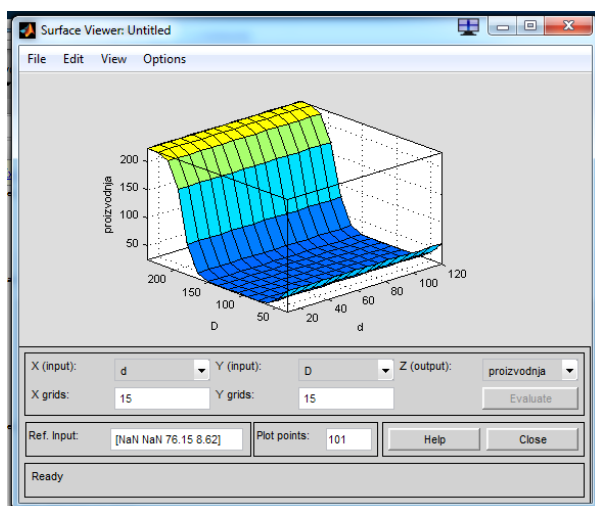 Surface Viewer: Untitled
File Edit View Options
200
150
100
50
proizvodnja
200
150
100
50
D
20
40
60
80
100
120
d
X (input):
d
Y (input):
D
Z (output):
proizvodnja
X grids:
15
Y grids:
15
Evaluate
Ref. Input:
[NaN NaN 76.15 8.62]
Plot points:
101
Help
Close
Ready